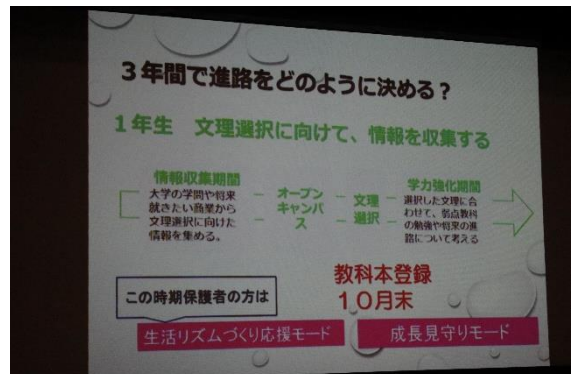 3年間で進路をどのように決める?
1年生 文理選択に向けて、情報を収集する
情報収集期間
大学の学問や将来
就きたい商業から
文理選択に向けた
情報を集める。
オープン
キャンパ
ス
文理
選択
学力強化期間
選択した文理に合
わせて、弱点教科
の勉強や将来の進
路について考える
教科本登録
10月末
この時期保護者の方は
生活リズムづくり応援モード
成長見守りモード